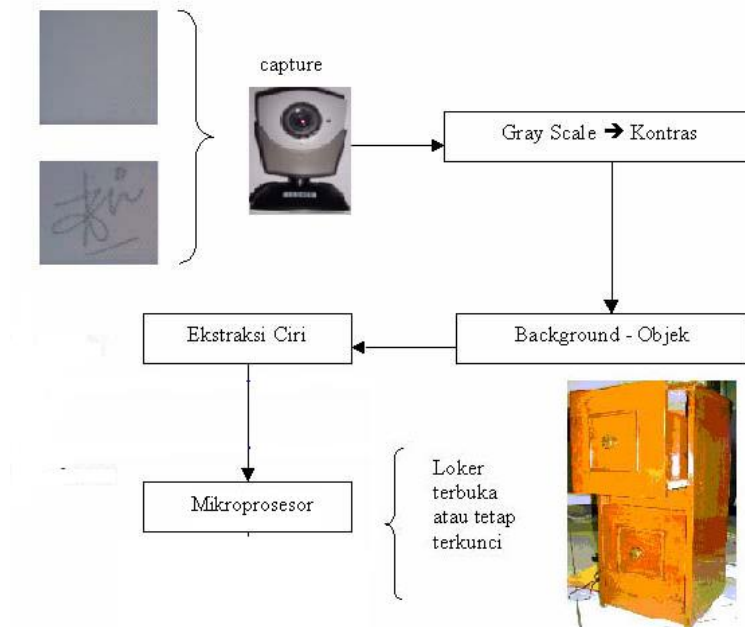 capture
Gray Scale ➔ Kontras
Ekstraksi Ciri
Background - Objek
Mikroprosesor
Loker
terbuka
atau tetap
terkunci